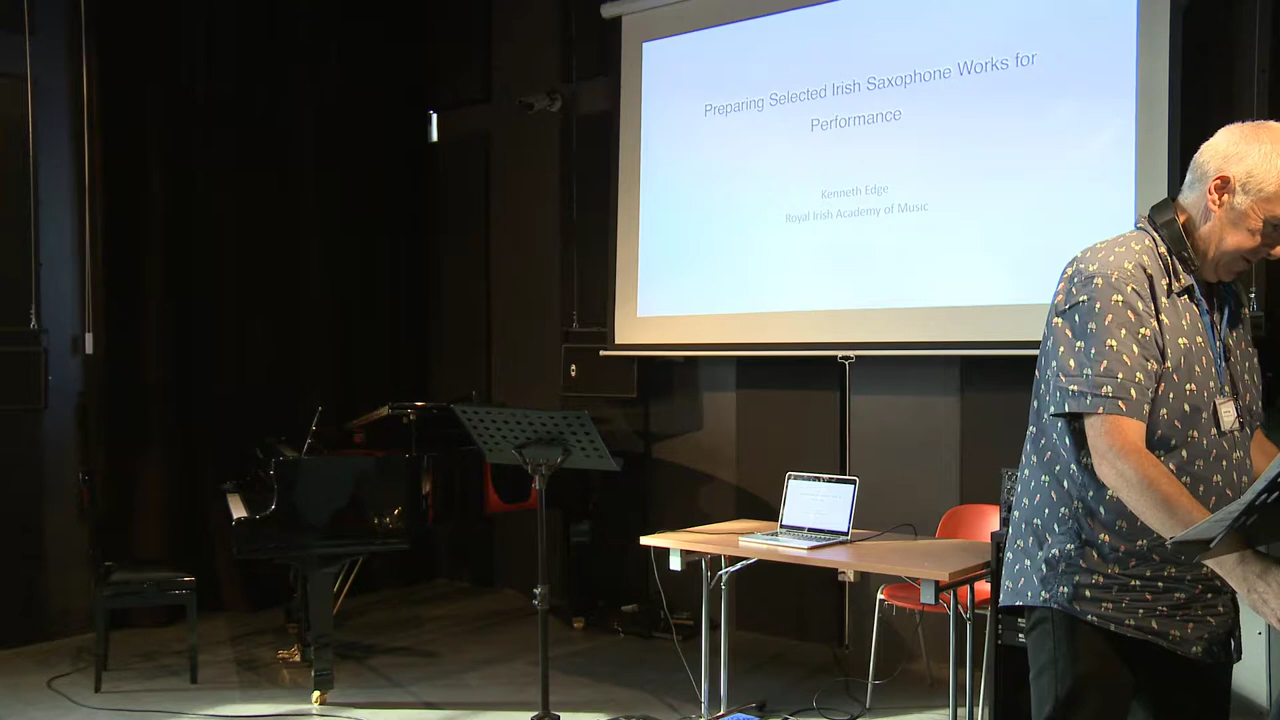 Preparing Selected Irish Saxophone Works for
Performance
Kenneth Edge
Royal Irish Academy of Music